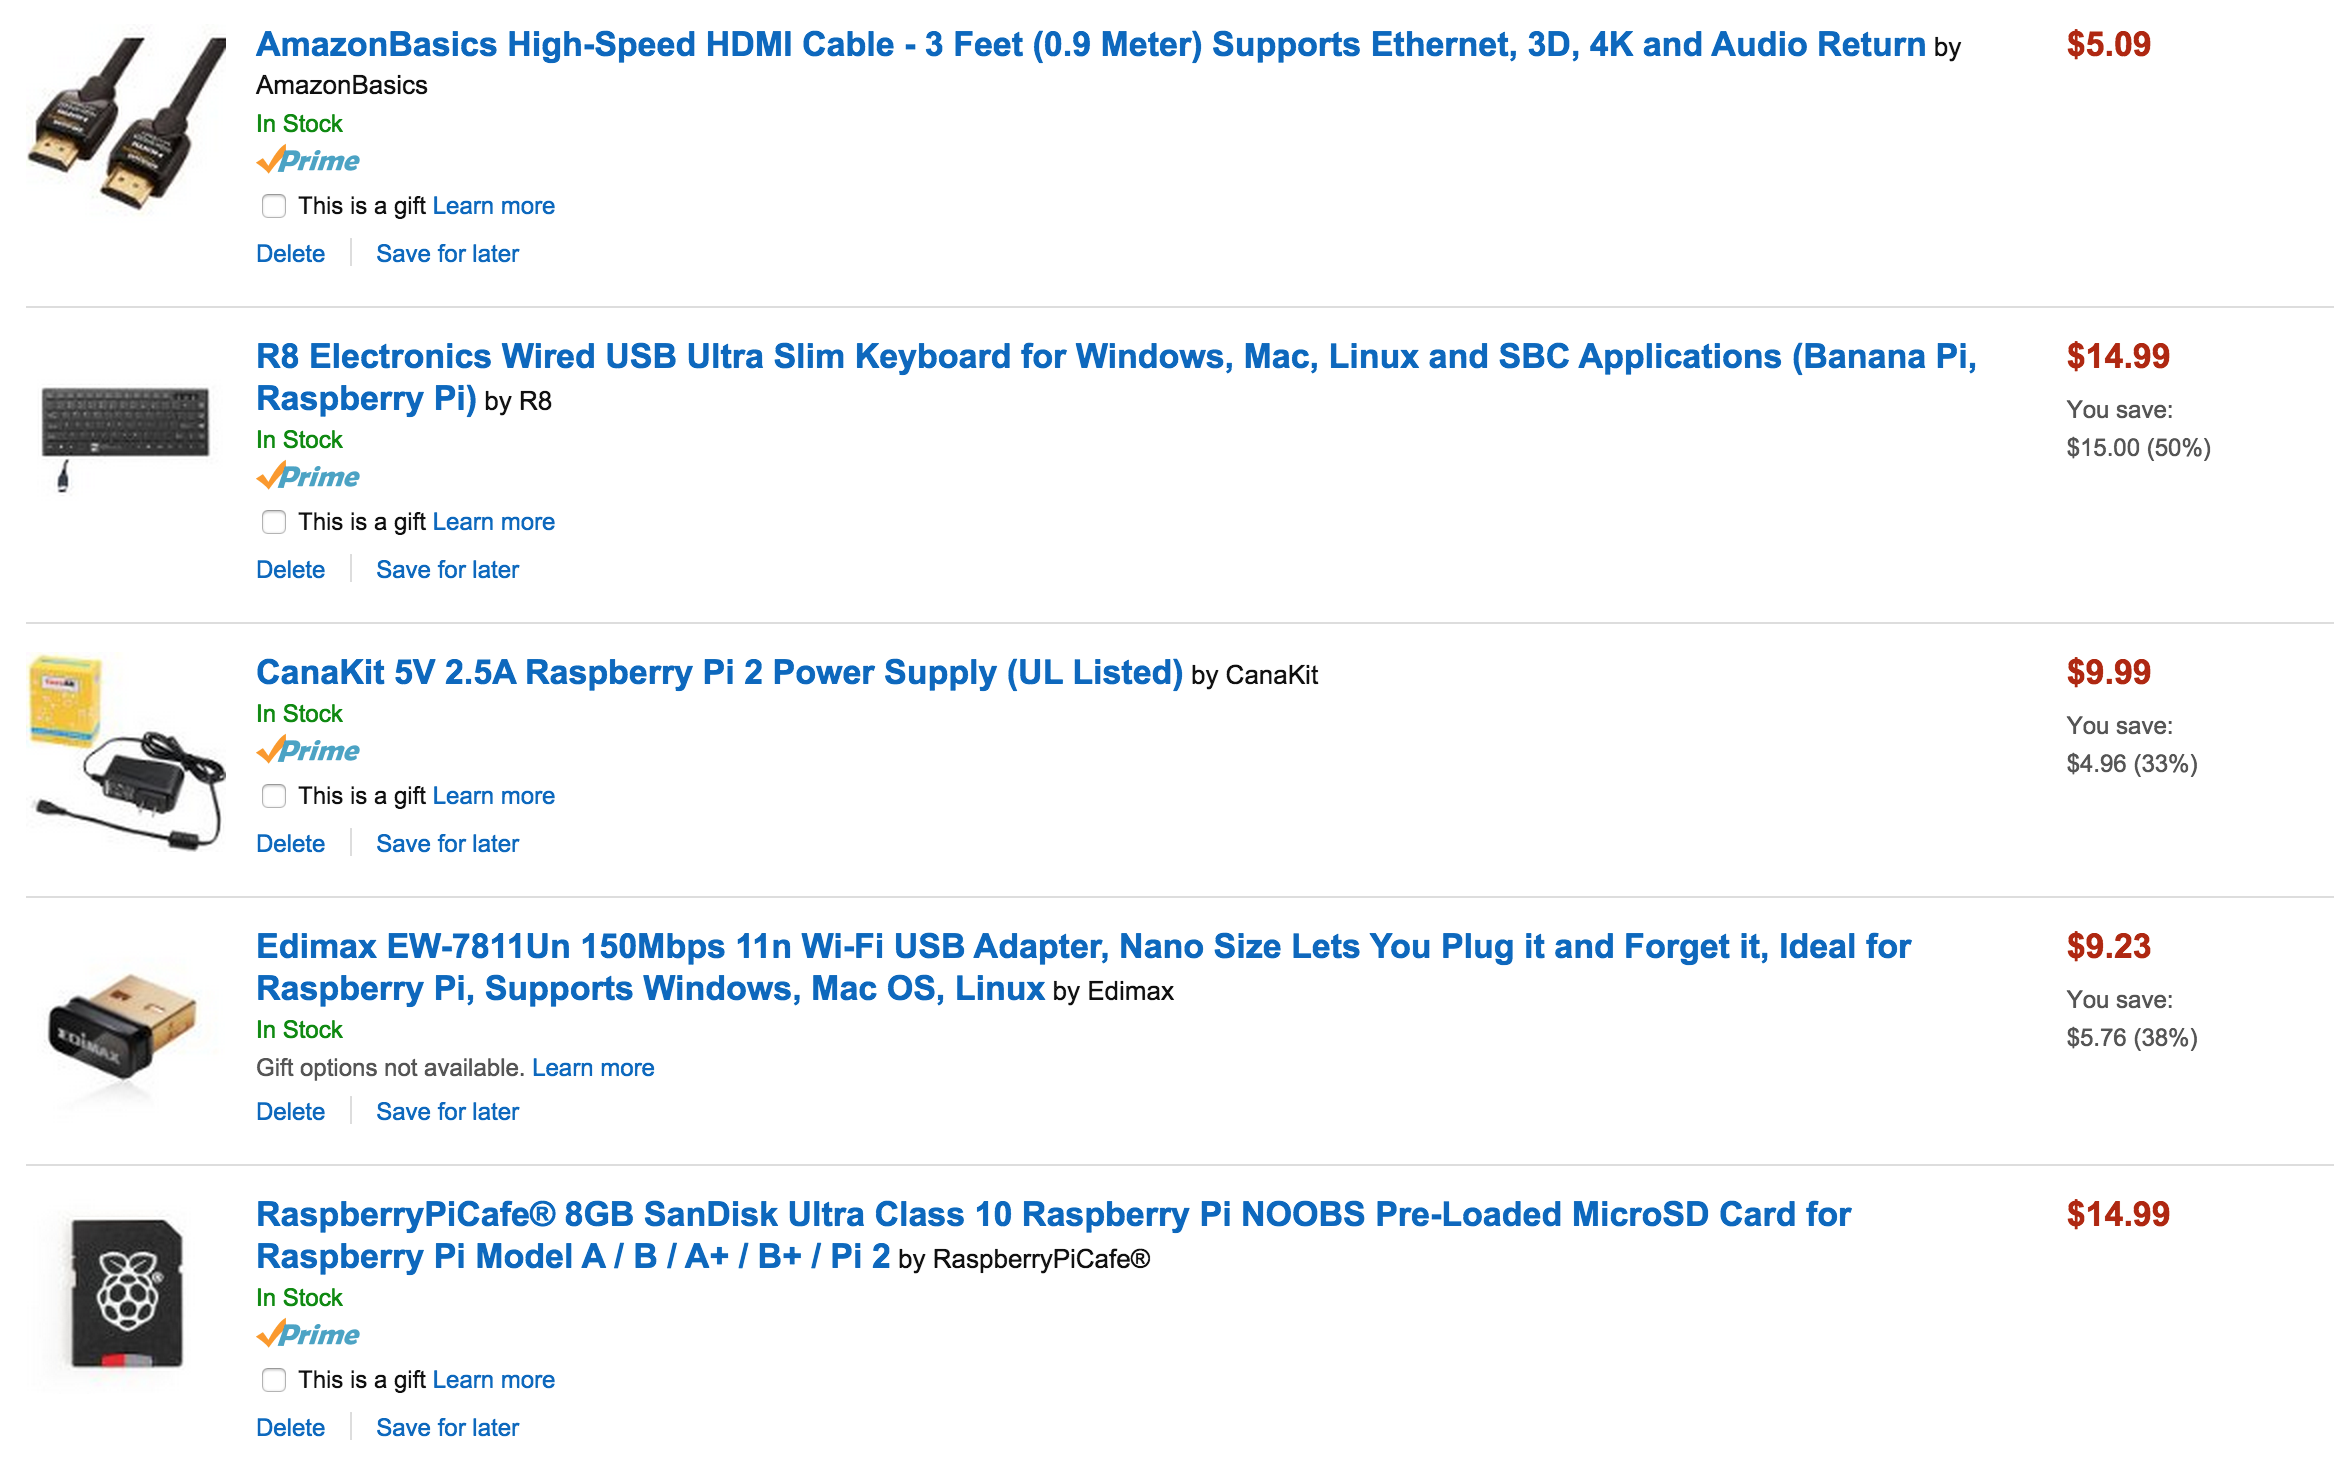 AmazonBasics High-Speed HDMI Cable - 3 Feet (0.9 Meter) Supports Ethernet, 3D, 4K and Audio Return by
AmazonBasics
$5.09
In Stock
Prime
This is a gift Learn more
Delete Save for later
R8 Electronics Wired USB Ultra Slim Keyboard for Windows, Mac, Linux and SBC Applications (Banana Pi,
Raspberry Pi) by R8
$14.99
You save:
$15.00 (50%)
In Stock
Prime
This is a gift Learn more
Delete Save for later
CanaKit 5V 2.5A Raspberry Pi 2 Power Supply (UL Listed) by CanaKit
$9.99
You save:
$4.96 (33%)
In Stock
Prime
This is a gift Learn more
Delete Save for later
Edimax EW-7811Un 150Mbps 11n Wi-Fi USB Adapter, Nano Size Lets You Plug it and Forget it, Ideal for
Raspberry Pi, Supports Windows, Mac OS, Linux by Edimax
$9.23
You save:
$5.76 (38%)
In Stock
Gift options not available. Learn more
Delete Save for later
EDIMAX
RaspberryPiCafe® 8GB SanDisk Ultra Class 10 Raspberry Pi NOOBS Pre-Loaded MicroSD Card for
Raspberry Pi Model A / B / A+ / B+ / Pi 2 by RaspberryPiCafe®
$14.99
In Stock
Prime
This is a gift Learn more
Delete Save for later